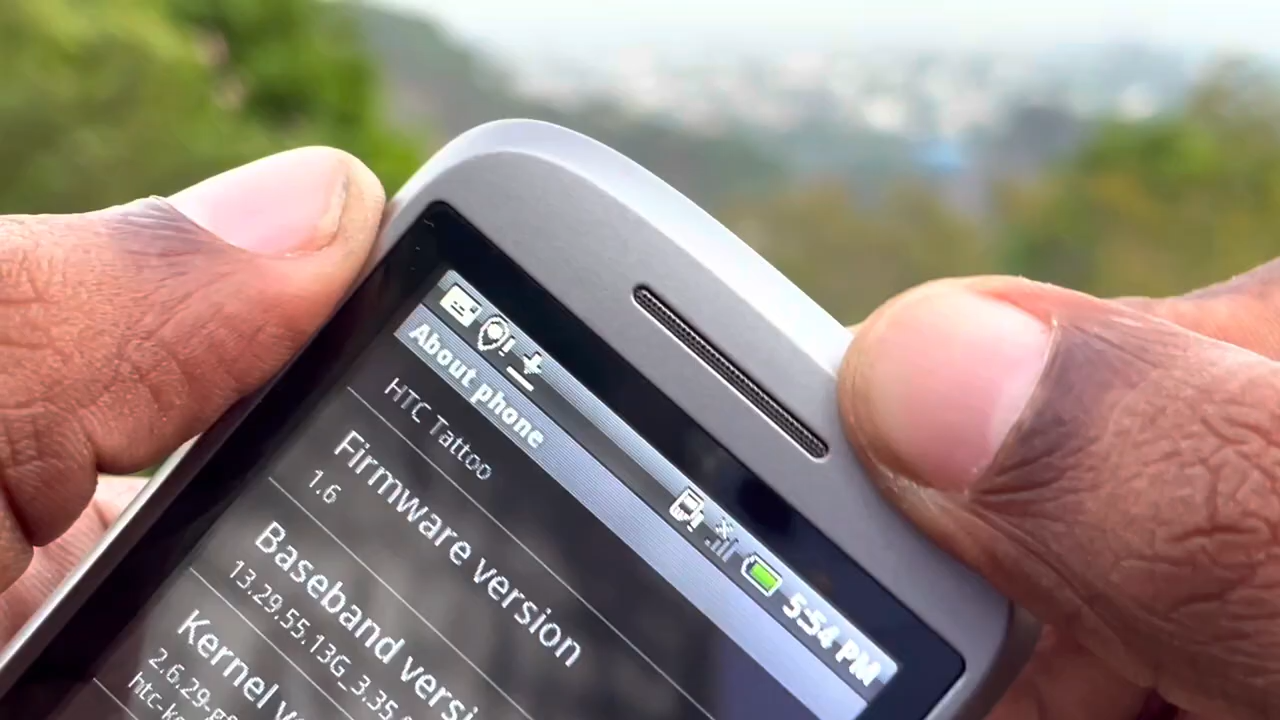 5:54 PM
About phone
HTC Tattoo
Firmware version
1.6
Baseband versi
13.29.55.13G_3.35
Kernel v
2.6.29-g
htc-k